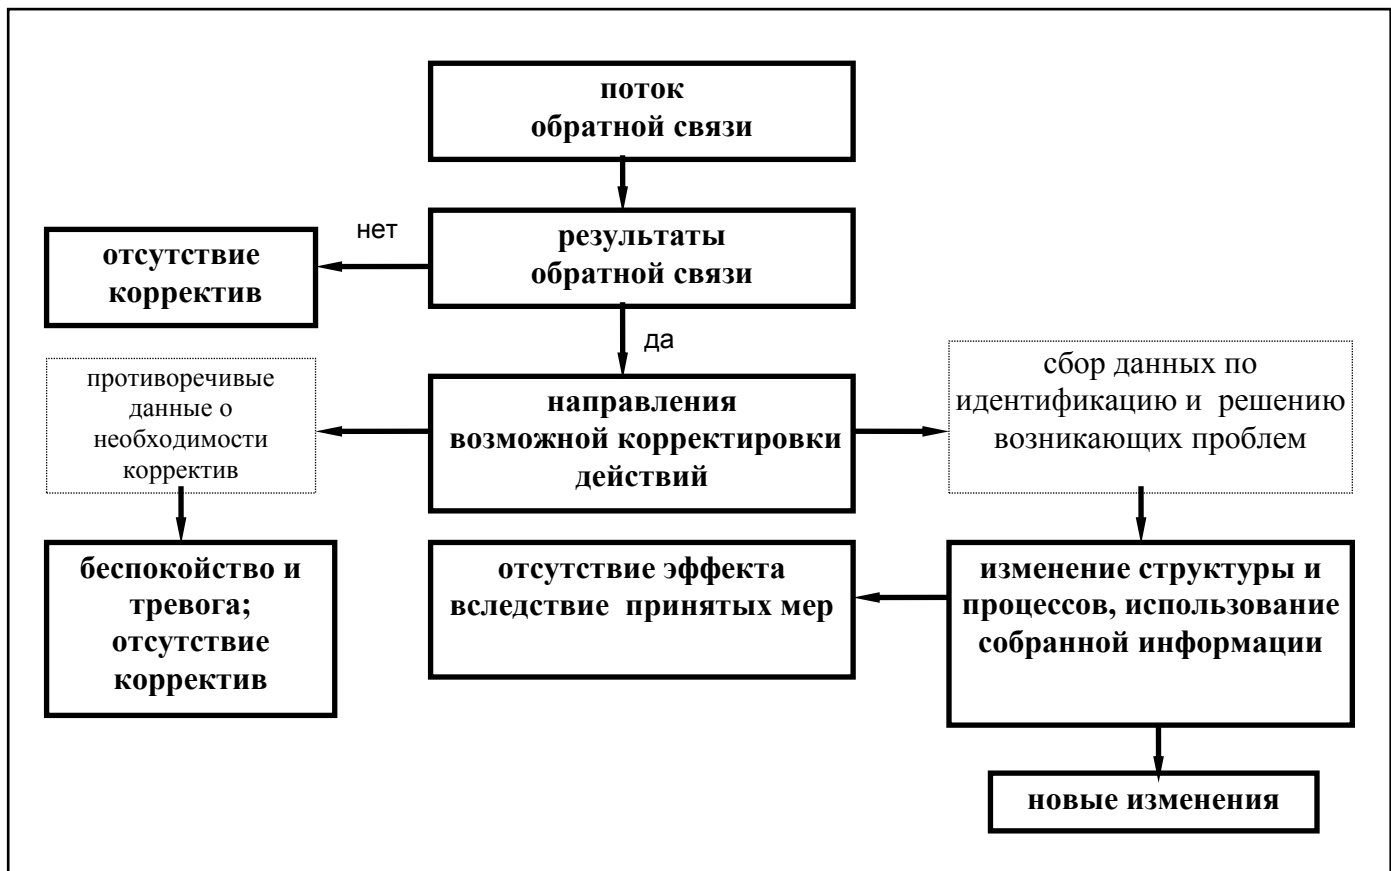 поток
обратной связи
нет
результаты
обратной связи
отсутствие
корректив
да
противоречивые
данные о
необходимости
корректив
направления
возможной корректировки
действий
сбор данных по
идентификацию и решению
возникающих проблем
беспокойство и
тревога;
отсутствие
корректив
отсутствие эффекта
вследствие принятых мер
изменение структуры и
процессов, использование
собранной информации
новые изменения